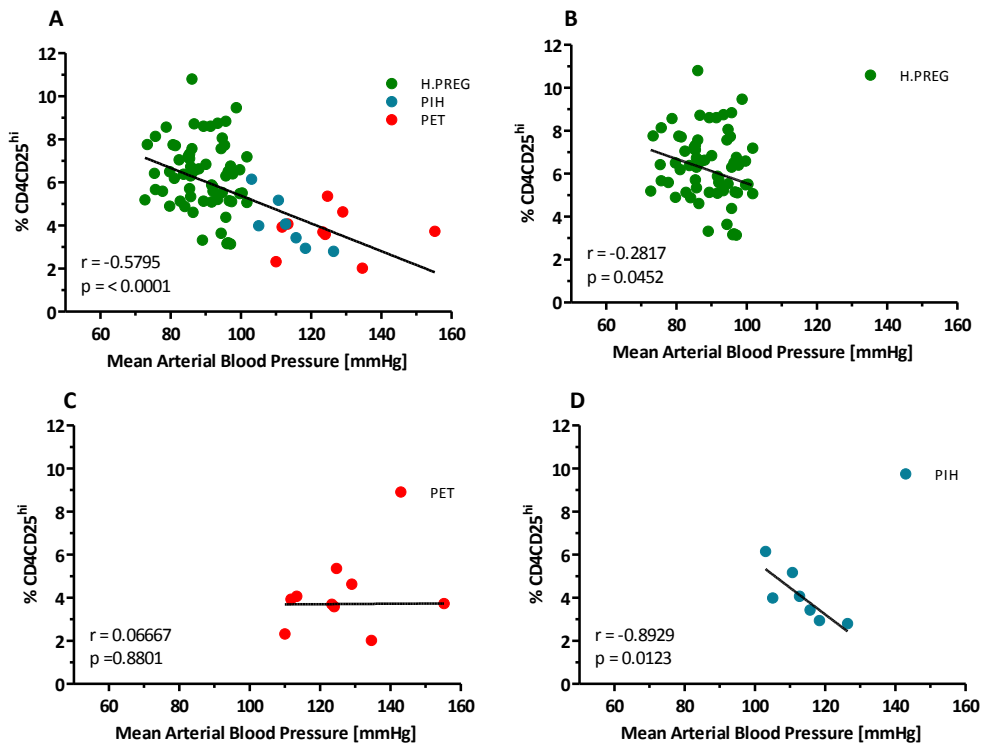 A
% CD4CD25hi
12
10
8
6
4
2
0
H.PREG
PIH
PET
r = -0.5795
p = < 0.0001
60 80 100 120 140 160
Mean Arterial Blood Pressure [mmHg]
B
% CD4CD25hi
12
10
8
6
4
2
0
H.PREG
r = -0.2817
p = 0.0452
60 80 100 120 140 160
Mean Arterial Blood Pressure [mmHg]
C
% CD4CD25hi
12
10
8
6
4
2
0
PET
r = 0.06667
p =0.8801
60 80 100 120 140 160
Mean Arterial Blood Pressure [mmHg]
D
% CD4CD25hi
12
10
8
6
4
2
0
PIH
r = -0.8929
p = 0.0123
60 80 100 120 140 160
Mean Arterial Blood Pressure [mmHg]